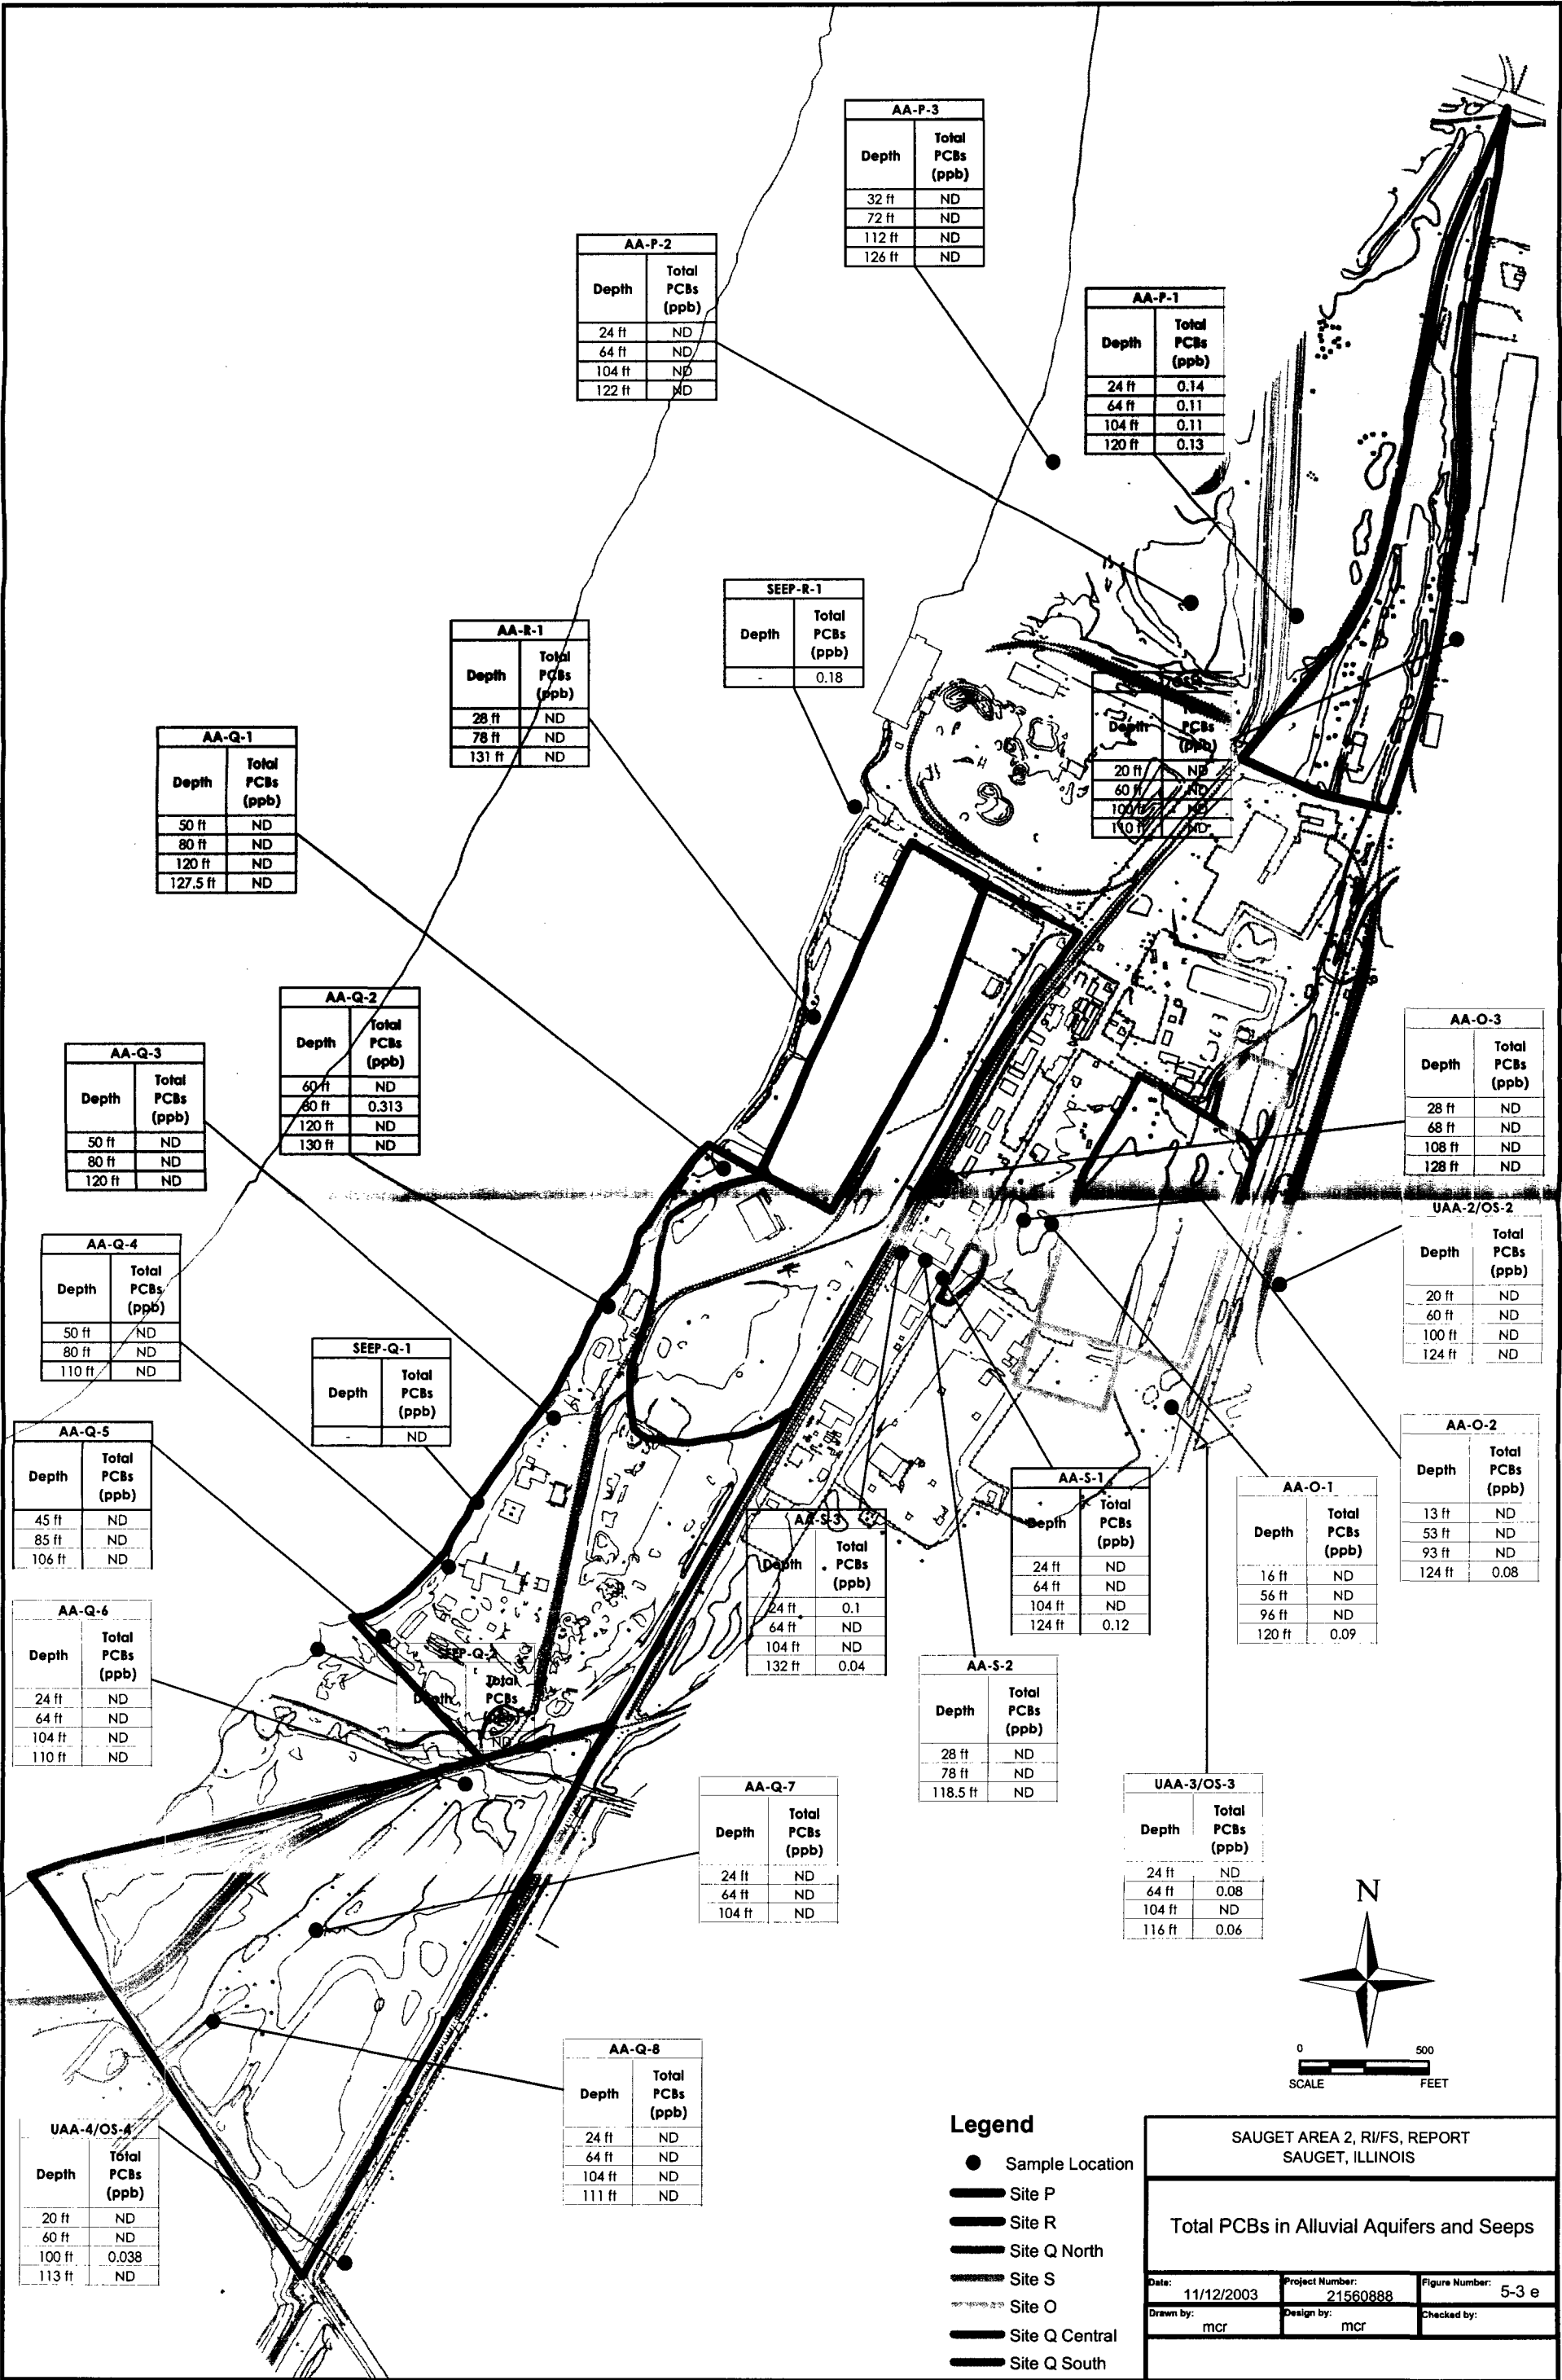 AA-P-3
Depth Total PCBs (ppb)
32 ft ND
72 ft ND
112 ft ND
126 ft ND
AA-P-2
Depth Total PCBs (ppb)
24 ft ND
64 ft ND
104 ft ND
122 ft ND
AA-P-1
Depth Total PCBs (ppb)
24 ft 0.14
64 ft 0.11
104 ft 0.11
120 ft 0.13
SEEP-R-1
Depth Total PCBs (ppb)
- 0.18
AA-R-1
Depth Total PCBs (ppb)
28 ft ND
78 ft ND
131 ft ND
Depth PCBs (ppb)
20 ft ND
60 ft ND
100 ft ND
110 ft ND
AA-Q-1
Depth Total PCBs (ppb)
50 ft ND
80 ft ND
120 ft ND
127.5 ft ND
AA-Q-2
Depth Total PCBs (ppb)
60 ft ND
80 ft 0.313
120 ft ND
130 ft ND
AA-Q-3
Depth Total PCBs (ppb)
50 ft ND
80 ft ND
120 ft ND
AA-O-3
Depth Total PCBs (ppb)
28 ft ND
68 ft ND
108 ft ND
128 ft ND
UAA-2/OS-2
Depth Total PCBs (ppb)
20 ft ND
60 ft ND
100 ft ND
124 ft ND
AA-Q-4
Depth Total PCBs (ppb)
50 ft ND
80 ft ND
110 ft ND
SEEP-Q-1
Depth Total PCBs (ppb)
- ND
AA-Q-5
Depth Total PCBs (ppb)
45 ft ND
85 ft ND
106 ft ND
AA-O-2
Depth Total PCBs (ppb)
13 ft ND
53 ft ND
93 ft ND
124 ft 0.08
AA-S-1
Depth Total PCBs (ppb)
24 ft ND
64 ft ND
104 ft ND
124 ft 0.12
AA-O-1
Depth Total PCBs (ppb)
16 ft ND
56 ft ND
96 ft ND
120 ft 0.09
AA-S-3
Depth Total PCBs (ppb)
24 ft 0.1
64 ft ND
104 ft ND
132 ft 0.04
AA-Q-6
Depth Total PCBs (ppb)
24 ft ND
64 ft ND
104 ft ND
110 ft ND
SEEP-Q-2
Depth Total PCBs
ND
AA-S-2
Depth Total PCBs (ppb)
28 ft ND
78 ft ND
118.5 ft ND
AA-Q-7
Depth Total PCBs (ppb)
24 ft ND
64 ft ND
104 ft ND
UAA-3/OS-3
Depth Total PCBs (ppb)
24 ft ND
64 ft 0.08
104 ft ND
116 ft 0.06
AA-Q-8
Depth Total PCBs (ppb)
24 ft ND
64 ft ND
104 ft ND
111 ft ND
UAA-4/OS-4
Depth Total PCBs (ppb)
20 ft ND
60 ft ND
100 ft 0.038
113 ft ND
N
0 500
SCALE FEET
Legend
Sample Location
Site P
Site R
Site Q North
Site S
Site O
Site Q Central
Site Q South
SAUGET AREA 2, RI/FS, REPORT
SAUGET, ILLINOIS
Total PCBs in Alluvial Aquifers and Seeps
Date: 11/12/2003 Project Number: 21560888 Figure Number: 5-3 e
Drawn by: mcr Design by: mcr Checked by: